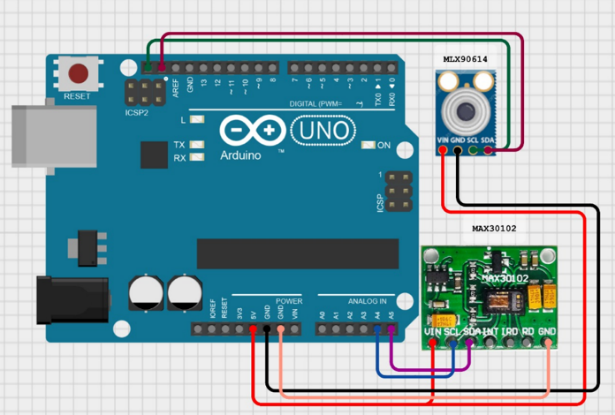 MLX90614
VIN GND SCL SDA
RESET
ICSP2
AREF
GND
13
12
~11
~10
~9
8
7
~6
~5
4
~3
2
TX0 1
RX0 0
DIGITAL (PWM=
L
TX
RX
Arduino
™
UNO
ON
1
ICSP
MAX30102
MAX30102
VIN SCL SDA INT IRD RD GND
IOREF
RESET
3V3
5V
GND
GND
VIN
POWER
ANALOG IN
A0
A1
A2
A3
A4
A5